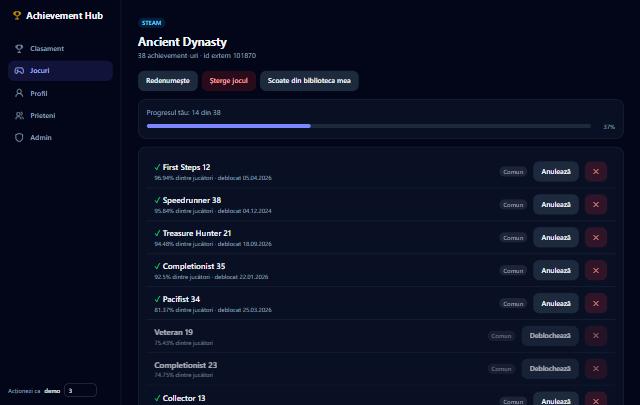 Achievement Hub
Clasament
Jocuri
Profil
Prieteni
Admin
Acționezi ca demo 3
STEAM
Ancient Dynasty
38 achievement-uri · id extern 101870
Redenumește
Șterge jocul
Scoate din biblioteca mea
Progresul tău: 14 din 38
37%
✓ First Steps 12
96.94% dintre jucători · deblocat 05.04.2026
Comun
Anulează
✕
✓ Speedrunner 38
95.84% dintre jucători · deblocat 04.12.2024
Comun
Anulează
✕
✓ Treasure Hunter 21
94.48% dintre jucători · deblocat 18.09.2026
Comun
Anulează
✕
✓ Completionist 35
92.5% dintre jucători · deblocat 22.01.2026
Comun
Anulează
✕
✓ Pacifist 34
81.37% dintre jucători · deblocat 25.03.2026
Comun
Anulează
✕
Veteran 19
75.43% dintre jucători
Comun
Deblochează
✕
Completionist 23
74.75% dintre jucători
Comun
Deblochează
✕
✓ Collector 13
Comun
Anulează
✕